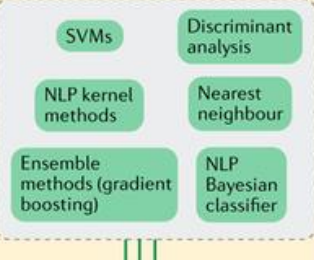 SVMs
Discriminant
analysis
NLP kernel
methods
Nearest
neighbour
Ensemble
methods (gradient
boosting)
NLP
Bayesian
classifier